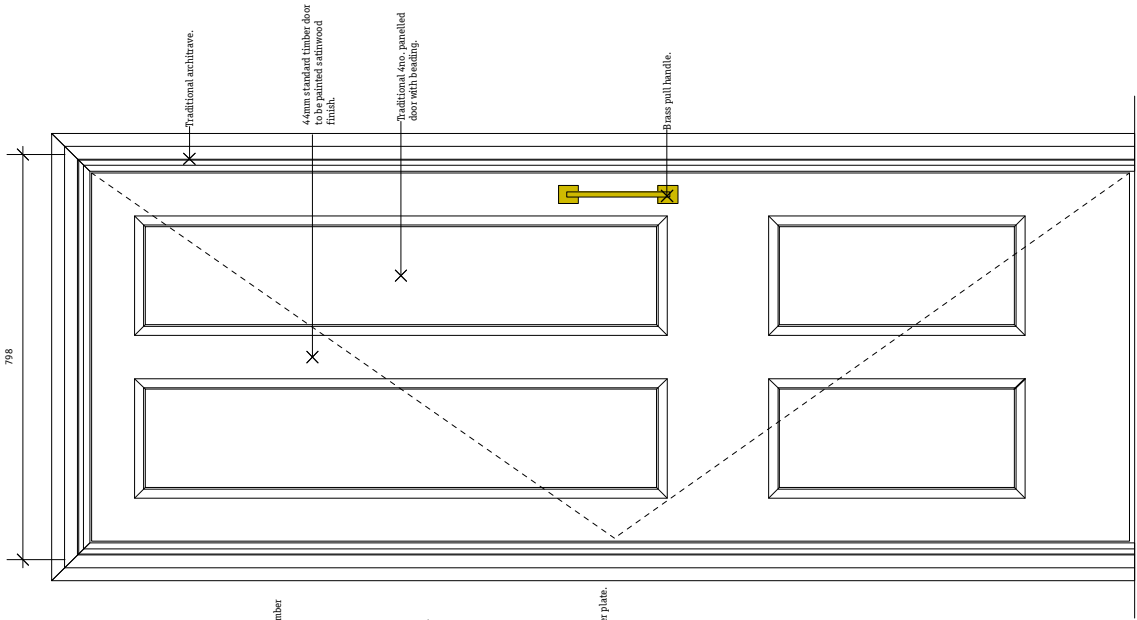 Traditional architrave.
44mm standard timber door
to be painted satinwood
finish.
Traditional 4no. panelled
door with beading.
Brass pull handle.
798
plate.